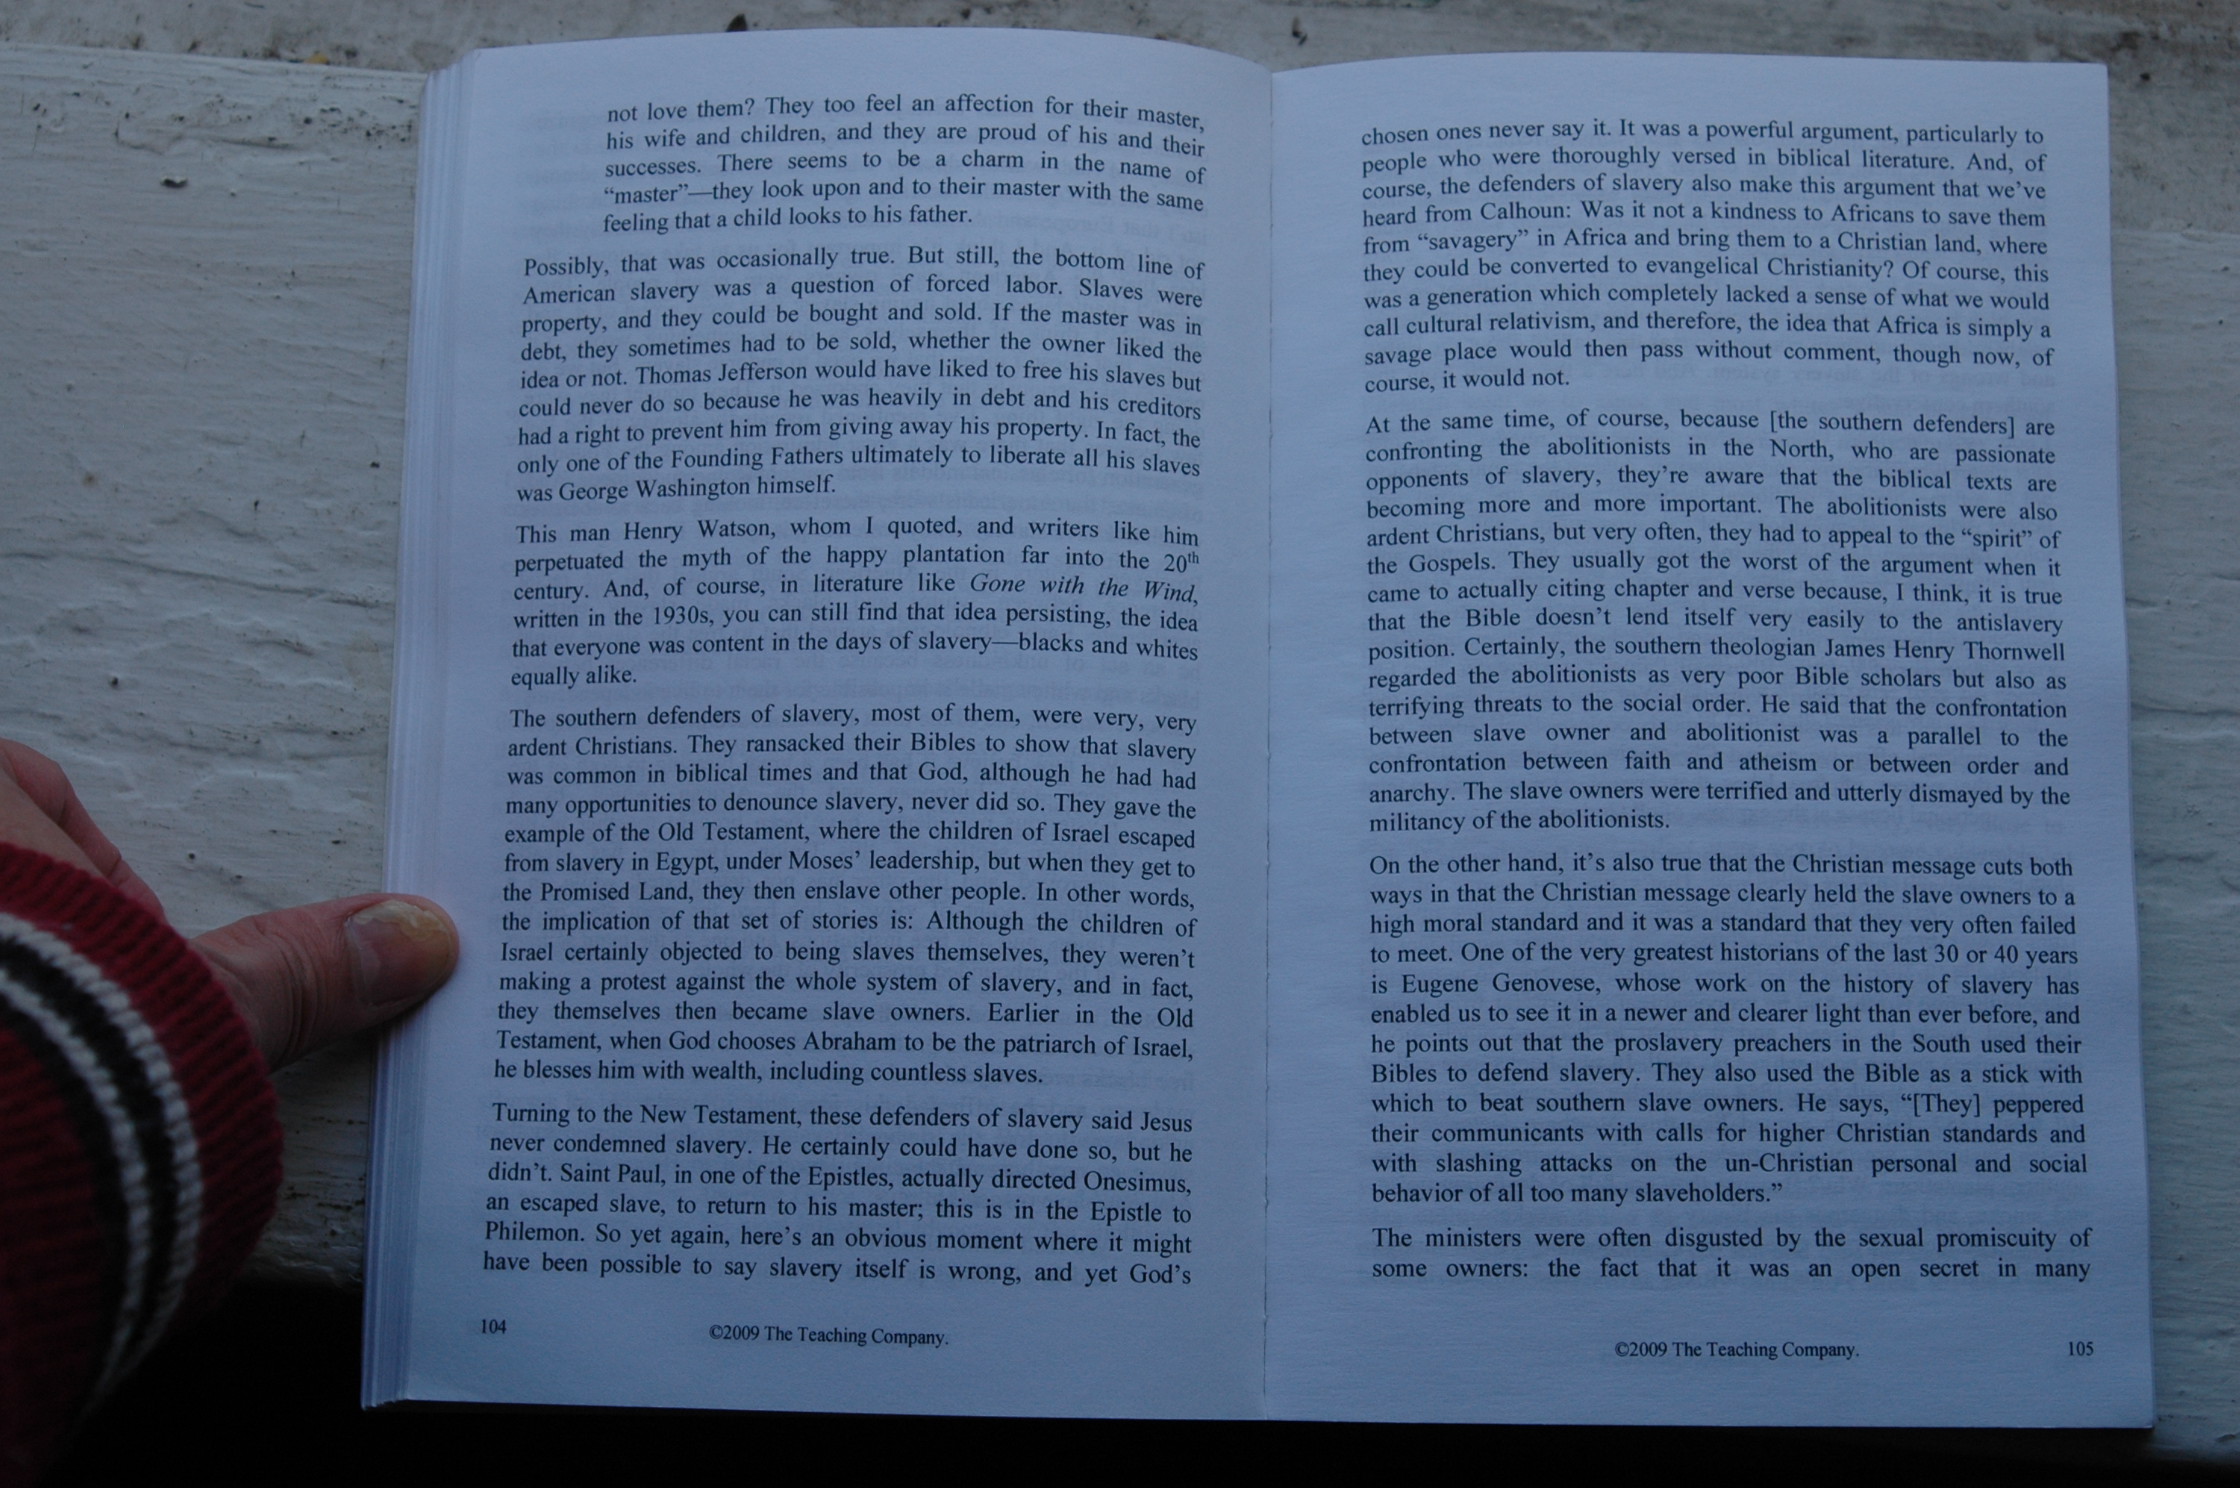 not love them? They too feel an affection for their master,
his wife and children, and they are proud of his and their
successes. There seems to be a charm in the name of
“master”—they look upon and to their master with the same
feeling that a child looks to his father.
Possibly, that was occasionally true. But still, the bottom line of
American slavery was a question of forced labor. Slaves were
property, and they could be bought and sold. If the master was in
debt, they sometimes had to be sold, whether the owner liked the
idea or not. Thomas Jefferson would have liked to free his slaves but
could never do so because he was heavily in debt and his creditors
had a right to prevent him from giving away his property. In fact, the
only one of the Founding Fathers ultimately to liberate all his slaves
was George Washington himself.
This man Henry Watson, whom I quoted, and writers like him
perpetuated the myth of the happy plantation far into the 20th
century. And, of course, in literature like Gone with the Wind,
written in the 1930s, you can still find that idea persisting, the idea
that everyone was content in the days of slavery—blacks and whites
equally alike.
The southern defenders of slavery, most of them, were very, very
ardent Christians. They ransacked their Bibles to show that slavery
was common in biblical times and that God, although he had had
many opportunities to denounce slavery, never did so. They gave the
example of the Old Testament, where the children of Israel escaped
from slavery in Egypt, under Moses’ leadership, but when they get to
the Promised Land, they then enslave other people. In other words,
the implication of that set of stories is: Although the children of
Israel certainly objected to being slaves themselves, they weren’t
making a protest against the whole system of slavery, and in fact,
they themselves then became slave owners. Earlier in the Old
Testament, when God chooses Abraham to be the patriarch of Israel,
he blesses him with wealth, including countless slaves.
Turning to the New Testament, these defenders of slavery said Jesus
never condemned slavery. He certainly could have done so, but he
didn’t. Saint Paul, in one of the Epistles, actually directed Onesimus,
an escaped slave, to return to his master; this is in the Epistle to
Philemon. So yet again, here’s an obvious moment where it might
have been possible to say slavery itself is wrong, and yet God’s
104
©2009 The Teaching Company.
chosen ones never say it. It was a powerful argument, particularly to
people who were thoroughly versed in biblical literature. And, of
course, the defenders of slavery also make this argument that we’ve
heard from Calhoun: Was it not a kindness to Africans to save them
from “savagery” in Africa and bring them to a Christian land, where
they could be converted to evangelical Christianity? Of course, this
was a generation which completely lacked a sense of what we would
call cultural relativism, and therefore, the idea that Africa is simply a
savage place would then pass without comment, though now, of
course, it would not.
At the same time, of course, because [the southern defenders] are
confronting the abolitionists in the North, who are passionate
opponents of slavery, they’re aware that the biblical texts are
becoming more and more important. The abolitionists were also
ardent Christians, but very often, they had to appeal to the “spirit” of
the Gospels. They usually got the worst of the argument when it
came to actually citing chapter and verse because, I think, it is true
that the Bible doesn’t lend itself very easily to the antislavery
position. Certainly, the southern theologian James Henry Thornwell
regarded the abolitionists as very poor Bible scholars but also as
terrifying threats to the social order. He said that the confrontation
between slave owner and abolitionist was a parallel to the
confrontation between faith and atheism or between order and
anarchy. The slave owners were terrified and utterly dismayed by the
militancy of the abolitionists.
On the other hand, it’s also true that the Christian message cuts both
ways in that the Christian message clearly held the slave owners to a
high moral standard and it was a standard that they very often failed
to meet. One of the very greatest historians of the last 30 or 40 years
is Eugene Genovese, whose work on the history of slavery has
enabled us to see it in a newer and clearer light than ever before, and
he points out that the proslavery preachers in the South used their
Bibles to defend slavery. They also used the Bible as a stick with
which to beat southern slave owners. He says, “[They] peppered
their communicants with calls for higher Christian standards and
with slashing attacks on the un-Christian personal and social
behavior of all too many slaveholders.”
The ministers were often disgusted by the sexual promiscuity of
some owners: the fact that it was an open secret in many
©2009 The Teaching Company.
105